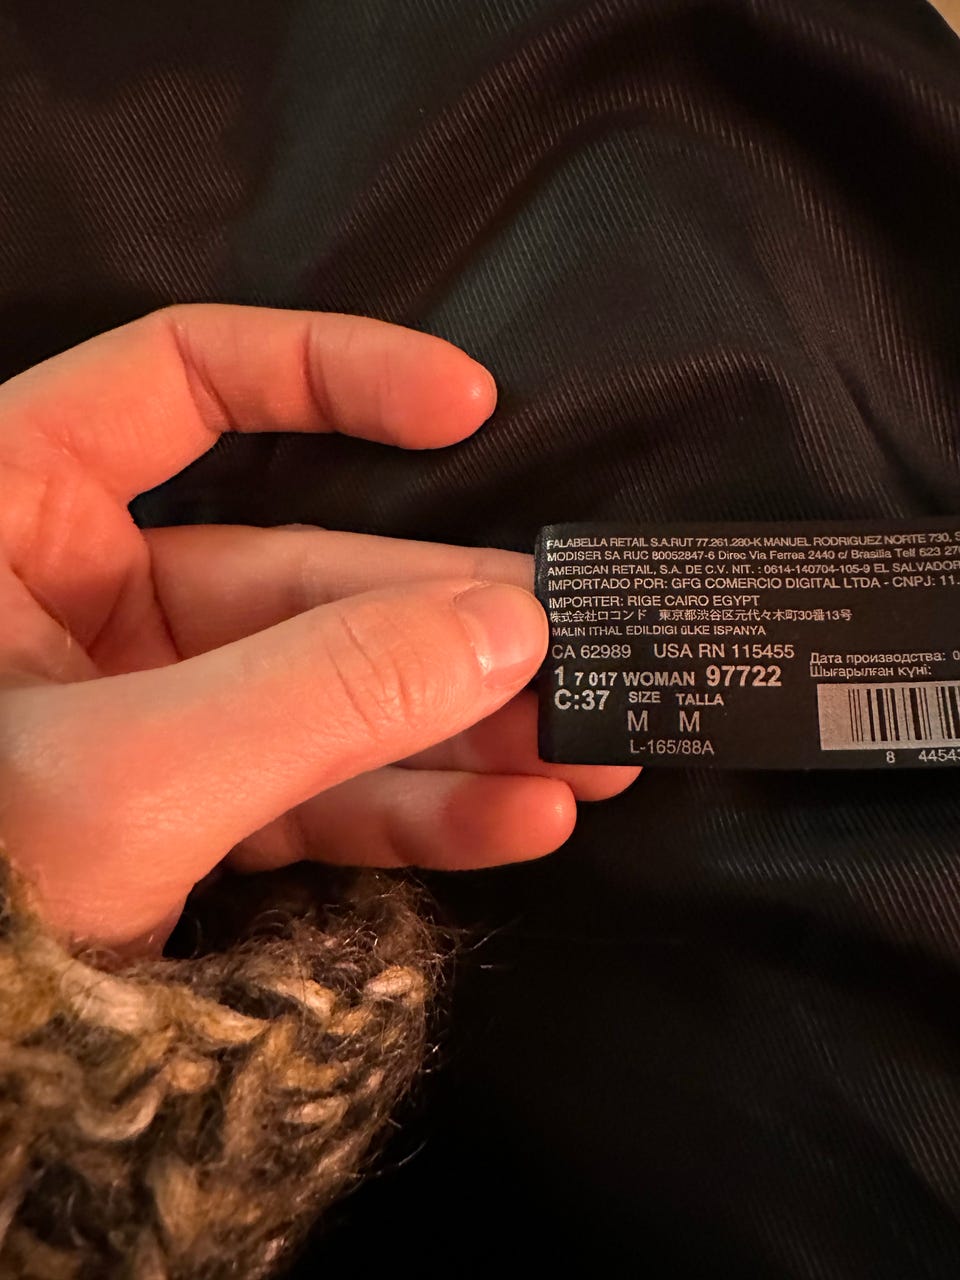 FALABELLA RETAIL S.A.RUT 77.261.280-K MANUEL RODRIGUEZ NORTE 730, S
MODISER SA RUC 80052847-6 Direc Via Ferrea 2440 c/ Brasilia Telf 623 27
AMERICAN RETAIL, S.A. DE C.V. NIT. : 0614-140704-105-9 EL SALVADOR
IMPORTADO POR: GFG COMERCIO DIGITAL LTDA - CNPJ: 11.
IMPORTER: RIGE CAIRO EGYPT
株式会社ロコンド 東京都渋谷区元代々木町30番13号
MALIN ITHAL EDILDIGI üLKE ISPANYA
CA 62989 USA RN 115455
Дата производства: 0
Шығарылған күні:
1 7 017 WOMAN 97722
C:37 SIZE TALLA
M M
L-165/88A
8 44543